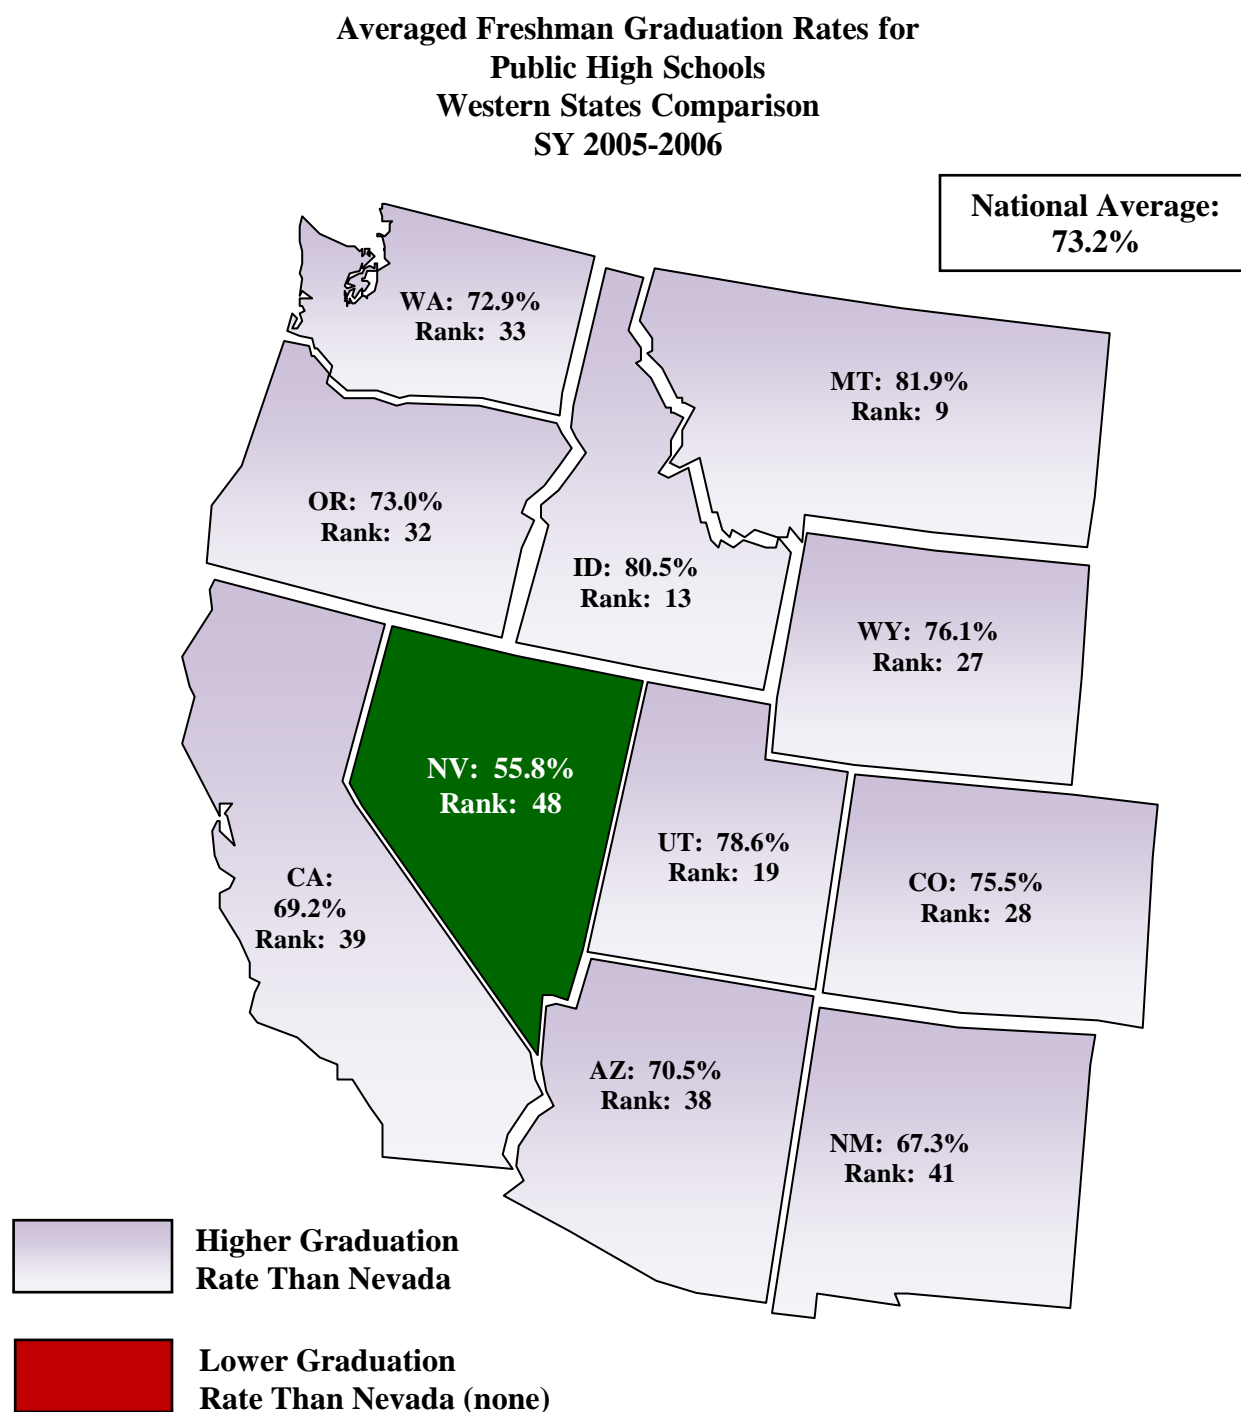 Averaged Freshman Graduation Rates for
Public High Schools
Western States Comparison
SY 2005-2006
National Average:
73.2%
WA: 72.9%
Rank: 33
MT: 81.9%
Rank: 9
OR: 73.0%
Rank: 32
ID: 80.5%
Rank: 13
WY: 76.1%
Rank: 27
NV: 55.8%
Rank: 48
UT: 78.6%
Rank: 19
CO: 75.5%
Rank: 28
CA:
69.2%
Rank: 39
AZ: 70.5%
Rank: 38
NM: 67.3%
Rank: 41
Higher Graduation
Rate Than Nevada
Lower Graduation
Rate Than Nevada (none)